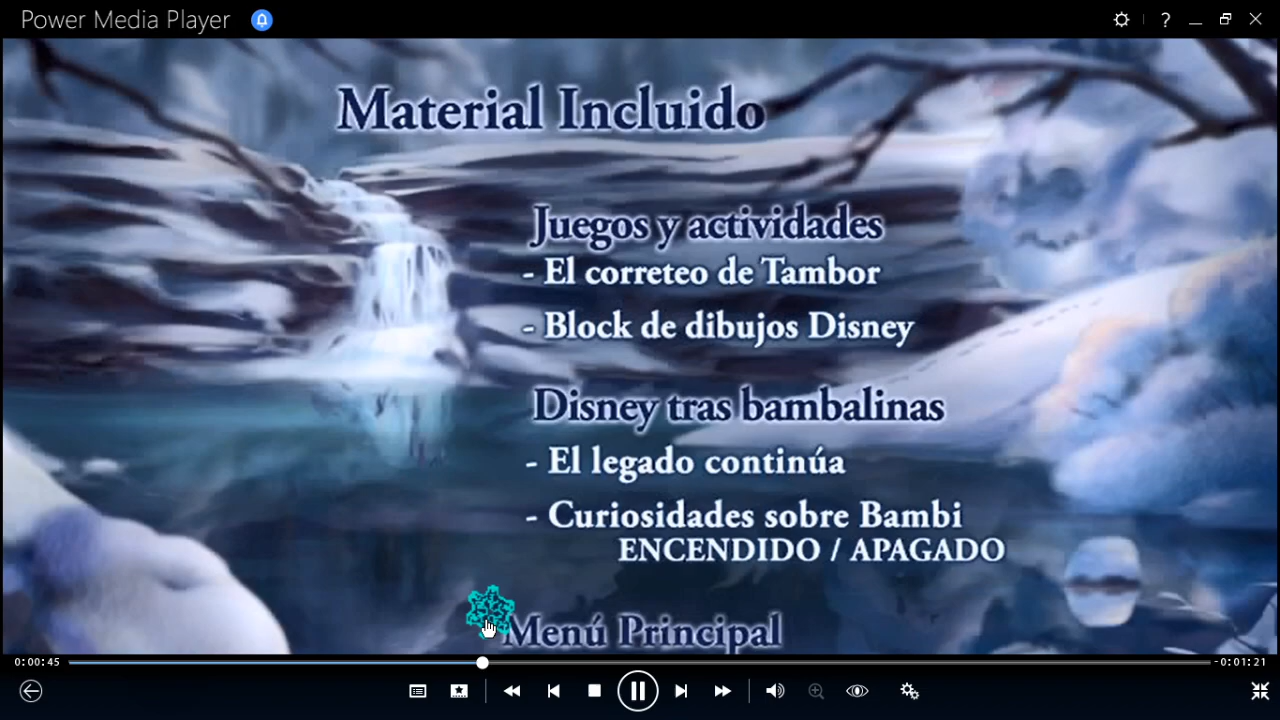 Power Media Player
?
Material Incluido
Juegos y actividades
- El correteo de Tambor
- Block de dibujos Disney
Disney tras bambalinas
- El legado continúa
- Curiosidades sobre Bambi
ENCENDIDO / APAGADO
Menú Principal
0:00:45
-0:01:21